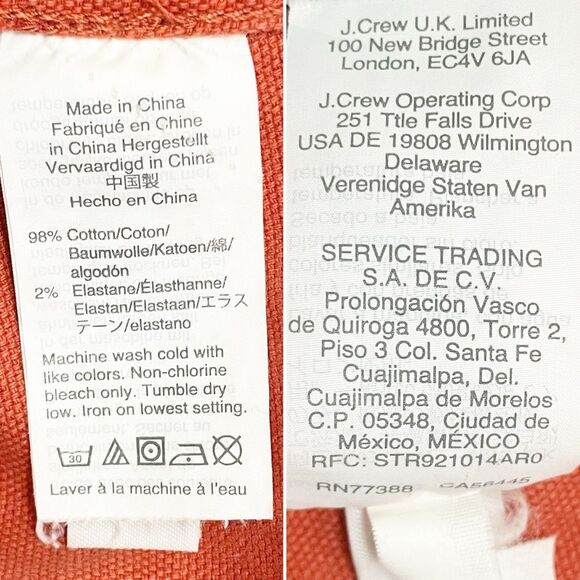 Made in China
Fabriqué en Chine
in China Hergestellt
Vervaardigd in China
中国製
Hecho en China
98% Cotton/Coton/
Baumwolle/Katoen/綿/
algodón
2% Elastane/Élasthanne/
Elastan/Elastaan/エラス
テーン/elastano
Machine wash cold with
like colors. Non-chlorine
bleach only. Tumble dry
low. Iron on lowest setting.
30
Laver à la machine à l'eau
J.Crew U.K. Limited
100 New Bridge Street
London, EC4V 6JA
J.Crew Operating Corp
251 Ttle Falls Drive
USA DE 19808 Wilmington
Delaware
Verenidge Staten Van
Amerika
SERVICE TRADING
S.A. DE C.V.
Prolongación Vasco
de Quiroga 4800, Torre 2,
Piso 3 Col. Santa Fe
Cuajimalpa, Del.
Cuajimalpa de Morelos
C.P. 05348, Ciudad de
México, MÉXICO.
RFC: STR921014AR0
RN77388 CA56445